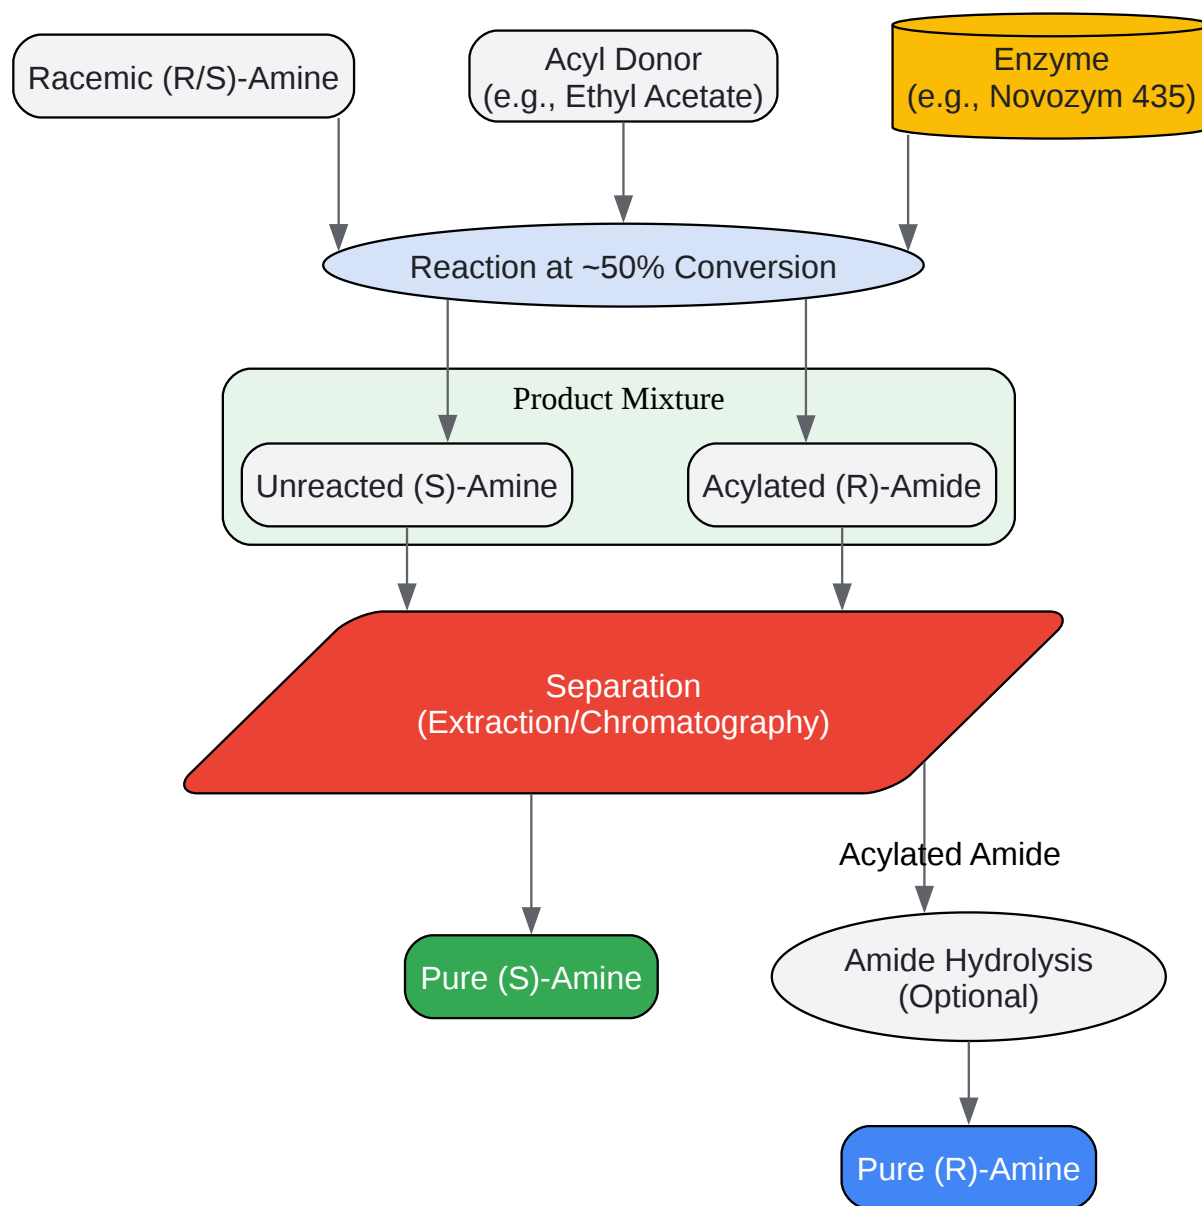 Racemic (R/S)-Amine
Acyl Donor
(e.g., Ethyl Acetate)
Enzyme
(e.g., Novozym 435)
Reaction at ~50% Conversion
Product Mixture
Unreacted (S)-Amine
Acylated (R)-Amide
Separation
(Extraction/Chromatography)
Acylated Amide
Pure (S)-Amine
Amide Hydrolysis
(Optional)
Pure (R)-Amine